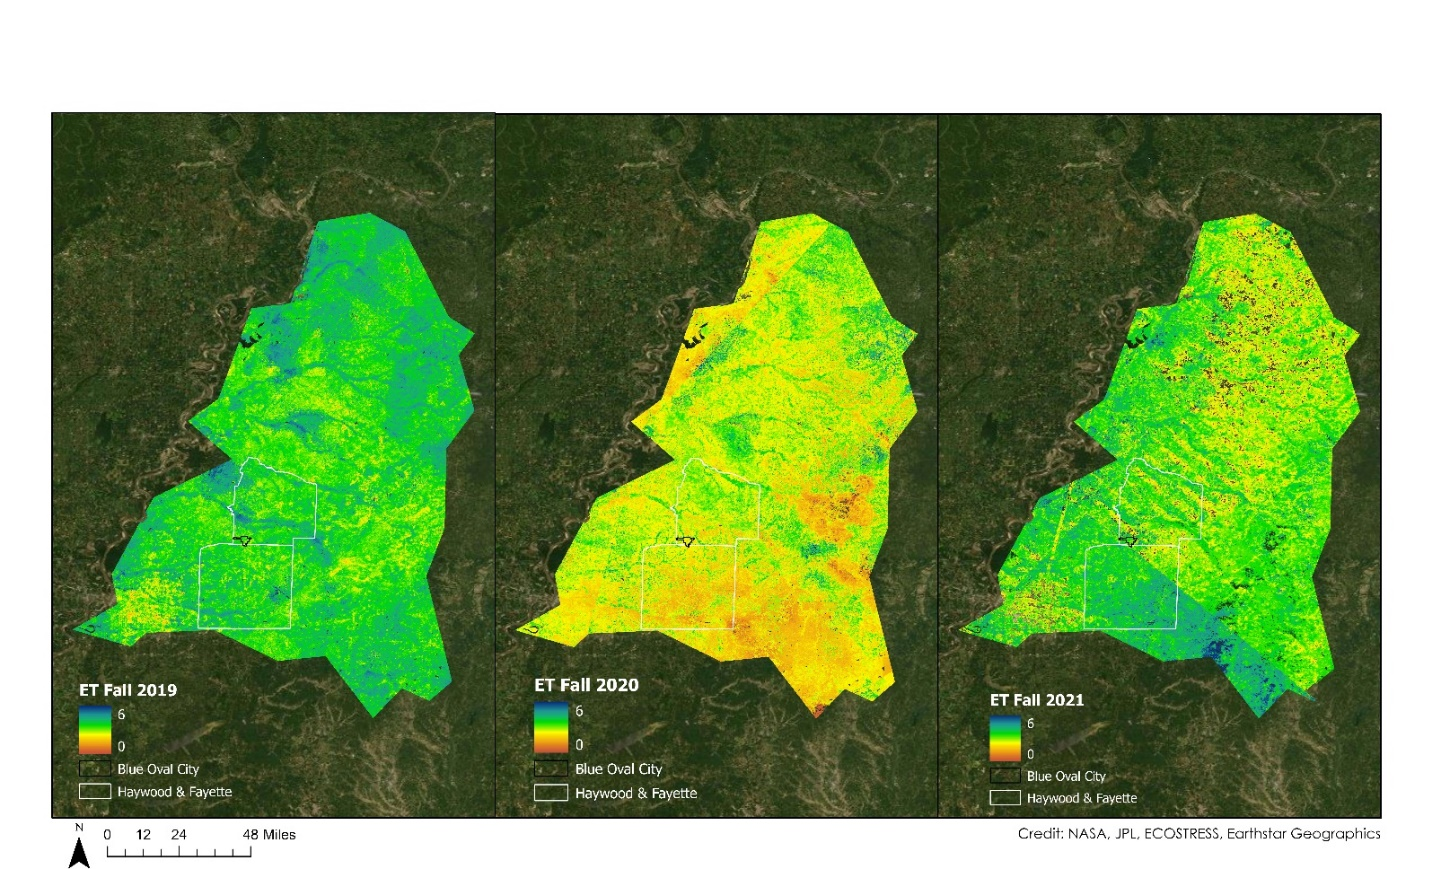 ET Fall 2019
6
0
Blue Oval City
Haywood & Fayette
ET Fall 2020
6
0
Blue Oval City
Haywood & Fayette
ET Fall 2021
6
0
Blue Oval City
Haywood & Fayette
N
0 12 24 48 Miles
Credit: NASA, JPL, ECOSTRESS, Earthstar Geographics